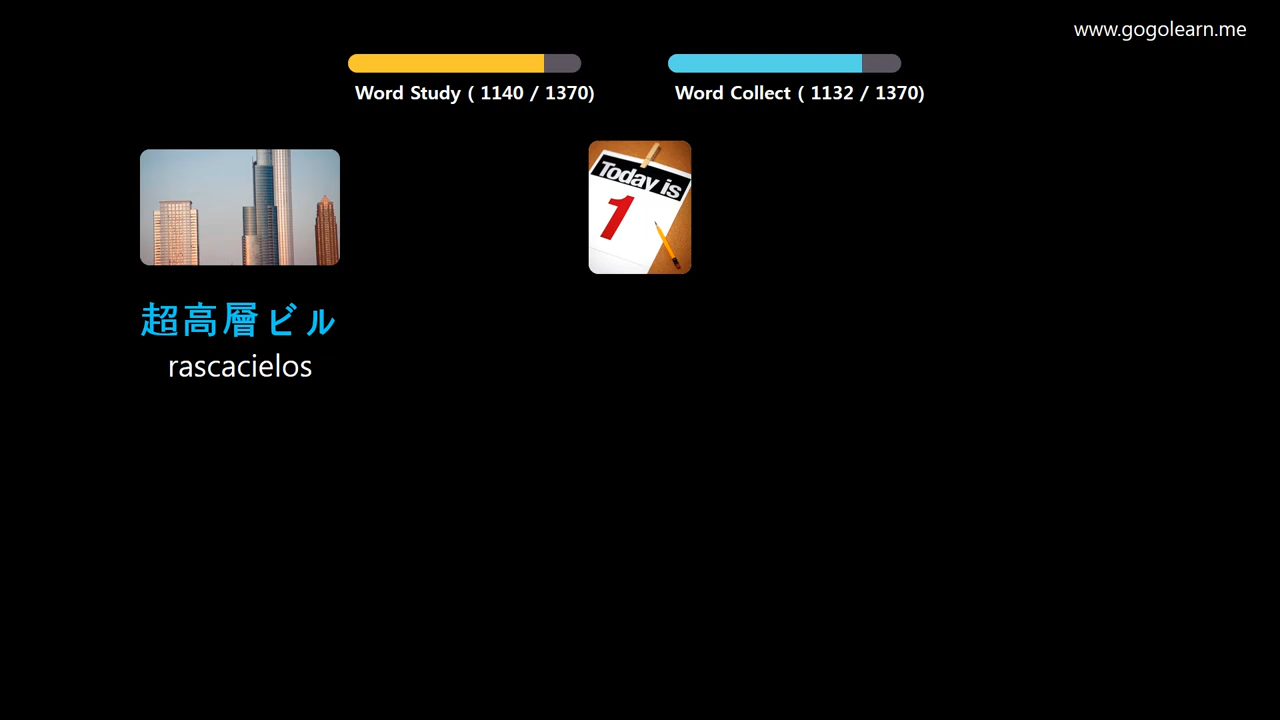 www.gogolearn.me
Word Study ( 1140 / 1370)
Word Collect ( 1132 / 1370)
Today is
1
超高層ビル
rascacielos